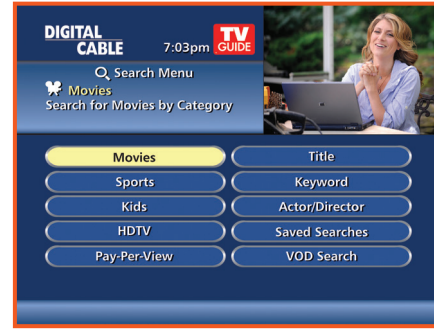 DIGITAL
CABLE
7:03pm
TV
GUIDE
Search Menu
Movies
Search for Movies by Category
Movies
Title
Sports
Keyword
Kids
Actor/Director
HDTV
Saved Searches
Pay-Per-View
VOD Search